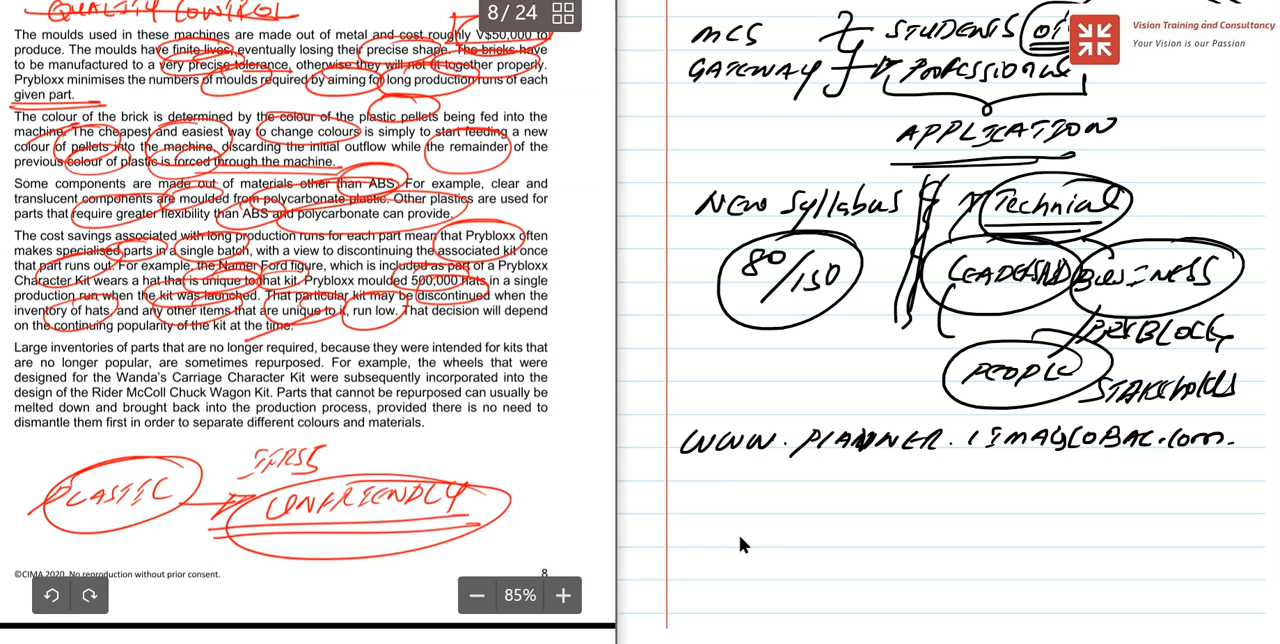 QUALITY CONTROL
8 / 24
The moulds used in these machines are made out of metal and cost roughly V$50,000 to
produce. The moulds have finite lives, eventually losing their precise shape. The bricks have
to be manufactured to a very precise tolerance, otherwise they will not fit together properly.
Prybloxx minimises the numbers of moulds required by aiming for long production runs of each
given part.
The colour of the brick is determined by the colour of the plastic pellets being fed into the
machine. The cheapest and easiest way to change colours is simply to start feeding a new
colour of pellets into the machine, discarding the initial outflow while the remainder of the
previous colour of plastic is forced through the machine.
Some components are made out of materials other than ABS. For example, clear and
translucent components are moulded from polycarbonate plastic. Other plastics are used for
parts that require greater flexibility than ABS and polycarbonate can provide.
The cost savings associated with long production runs for each part mean that Prybloxx often
makes specialised parts in a single batch, with a view to discontinuing the associated kit once
that part runs out. For example, the Namer Ford figure, which is included as part of a Prybloxx
Character Kit wears a hat that is unique to that kit. Prybloxx moulded 500,000 hats in a single
production run when the kit was launched. That particular kit may be discontinued when the
inventory of hats, and any other items that are unique to it, run low. That decision will depend
on the continuing popularity of the kit at the time.
Large inventories of parts that are no longer required, because they were intended for kits that
are no longer popular, are sometimes repurposed. For example, the wheels that were
designed for the Wanda's Carriage Character Kit were subsequently incorporated into the
design of the Rider McColl Chuck Wagon Kit. Parts that cannot be repurposed can usually be
melted down and brought back into the production process, provided there is no need to
dismantle them first in order to separate different colours and materials.
PLASTIC
UNFRIENDLY
©CIMA 2020. No reproduction without prior consent.
8
85%
MCS
STUDENTS
GATEWAY
PROFESSIONALS
APPLICATION
New Syllabus
Technical
80/150
LEADERSHIP
BUSINESS
PEOPLE
STAKEHOLDERS
WWW.PLANNER.CIMAGLOBAL.COM.
Vision Training and Consultancy
Your Vision is our Passion